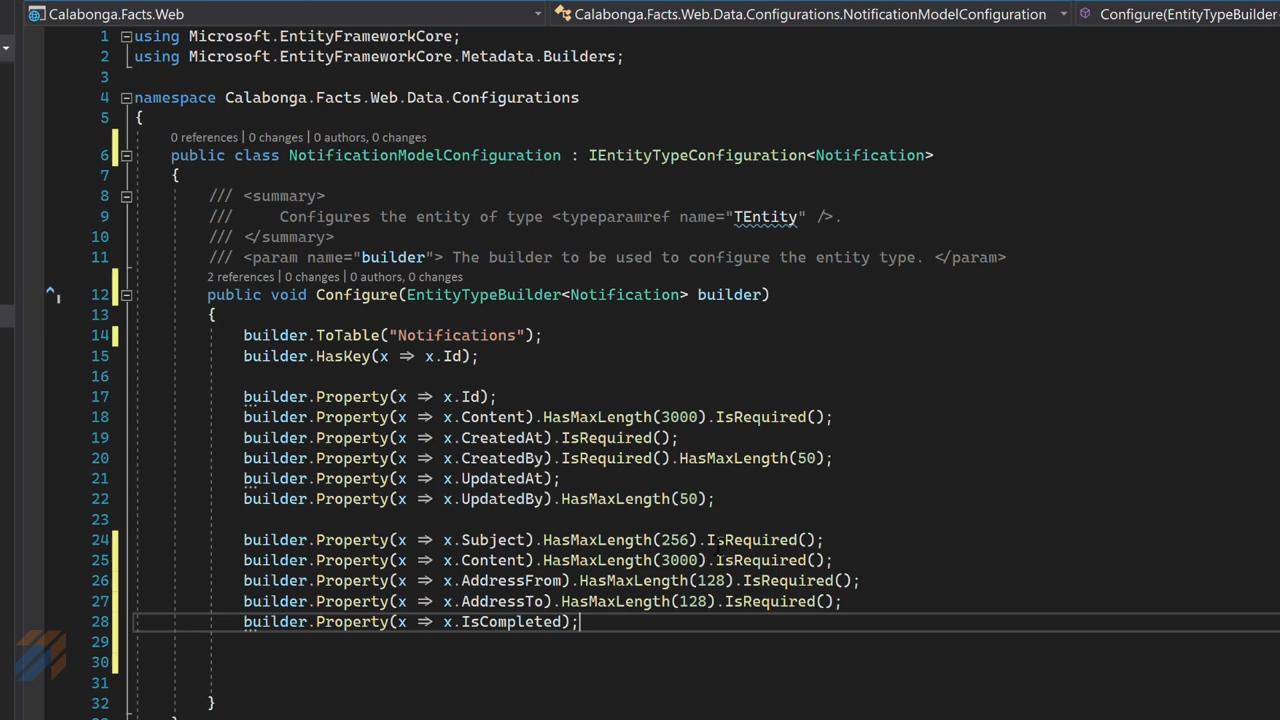 Calabonga.Facts.Web
Calabonga.Facts.Web.Data.Configurations.NotificationModelConfiguration
Configure(EntityTypeBuilder
1 using Microsoft.EntityFrameworkCore;
2 using Microsoft.EntityFrameworkCore.Metadata.Builders;
3
4 namespace Calabonga.Facts.Web.Data.Configurations
5 {
0 references | 0 changes | 0 authors, 0 changes
6 public class NotificationModelConfiguration : IEntityTypeConfiguration<Notification>
7 {
8 /// <summary>
9 ///     Configures the entity of type <typeparamref name="TEntity" />.
10 /// </summary>
11 /// <param name="builder"> The builder to be used to configure the entity type. </param>
2 references | 0 changes | 0 authors, 0 changes
12 public void Configure(EntityTypeBuilder<Notification> builder)
13 {
14 builder.ToTable("Notifications");
15 builder.HasKey(x => x.Id);
16
17 builder.Property(x => x.Id);
18 builder.Property(x => x.Content).HasMaxLength(3000).IsRequired();
19 builder.Property(x => x.CreatedAt).IsRequired();
20 builder.Property(x => x.CreatedBy).IsRequired().HasMaxLength(50);
21 builder.Property(x => x.UpdatedAt);
22 builder.Property(x => x.UpdatedBy).HasMaxLength(50);
23
24 builder.Property(x => x.Subject).HasMaxLength(256).IsRequired();
25 builder.Property(x => x.Content).HasMaxLength(3000).IsRequired();
26 builder.Property(x => x.AddressFrom).HasMaxLength(128).IsRequired();
27 builder.Property(x => x.AddressTo).HasMaxLength(128).IsRequired();
28 builder.Property(x => x.IsCompleted);
29
30
31
32 }